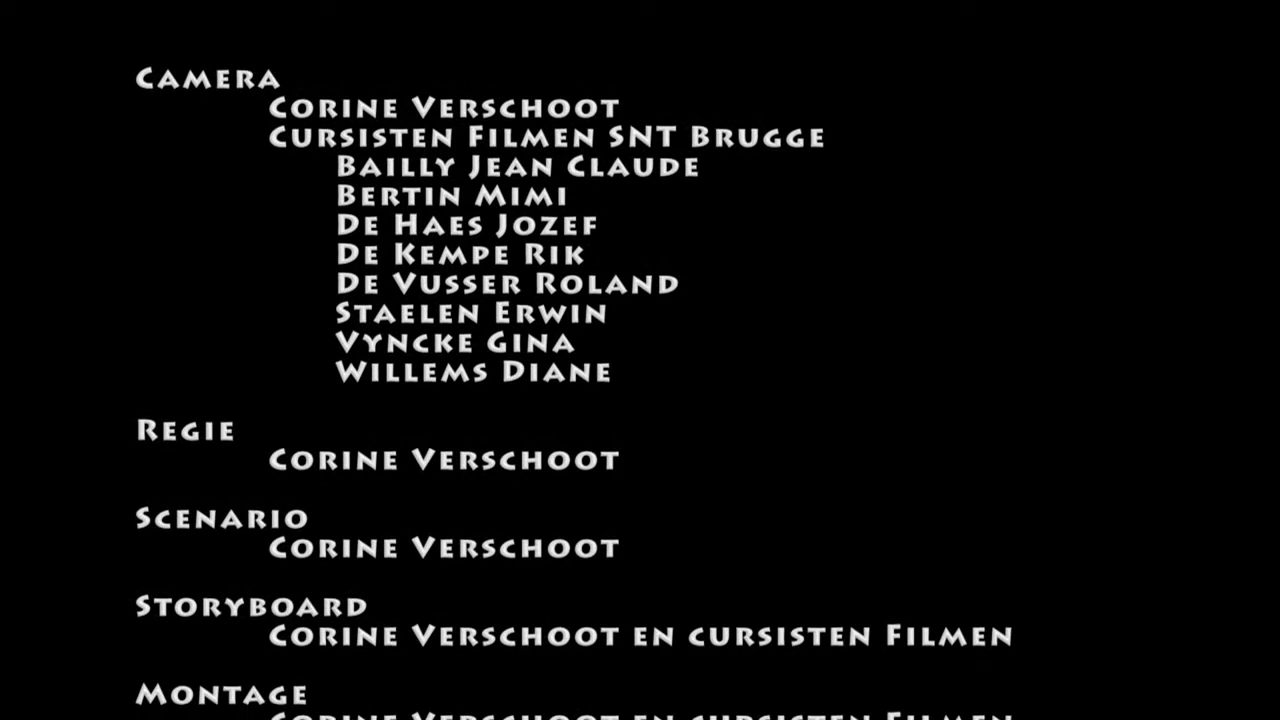 Camera
Corine Verschoot
Cursisten Filmen SNT Brugge
Bailly Jean Claude
Bertin Mimi
De Haes Jozef
De Kempe Rik
De Vusser Roland
Staelen Erwin
Vyncke Gina
Willems Diane
Regie
Corine Verschoot
Scenario
Corine Verschoot
Storyboard
Corine Verschoot en cursisten Filmen
Montage
Corine Verschoot en cursisten Filmen